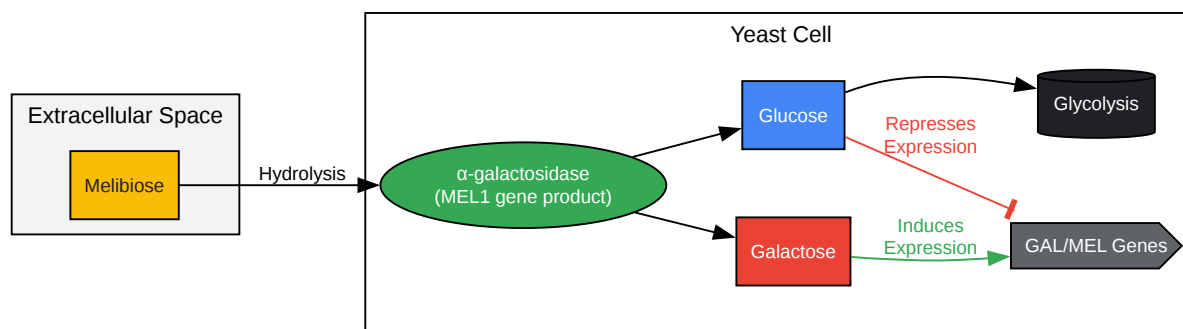 Yeast Cell
Extracellular Space
Melibiose
Hydrolysis
α-galactosidase
(MEL1 gene product)
Glucose
Glycolysis
Represses
Expression
Galactose
Induces
Expression
GAL/MEL Genes